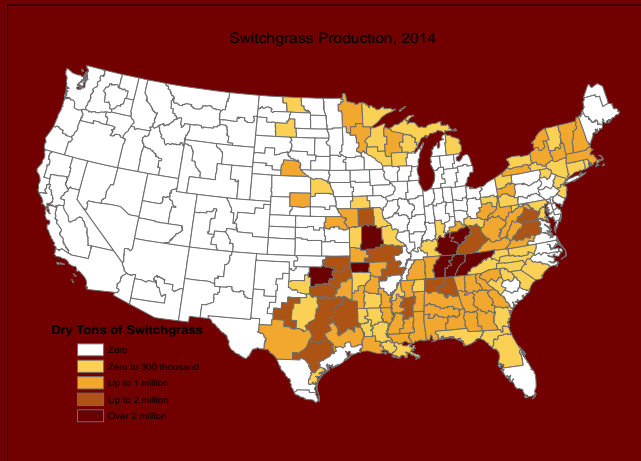 Switchgrass Production, 2014
Dry Tons of Switchgrass
Zero
Zero to 300 thousand
Up to 1 million
Up to 2 million
Over 2 million